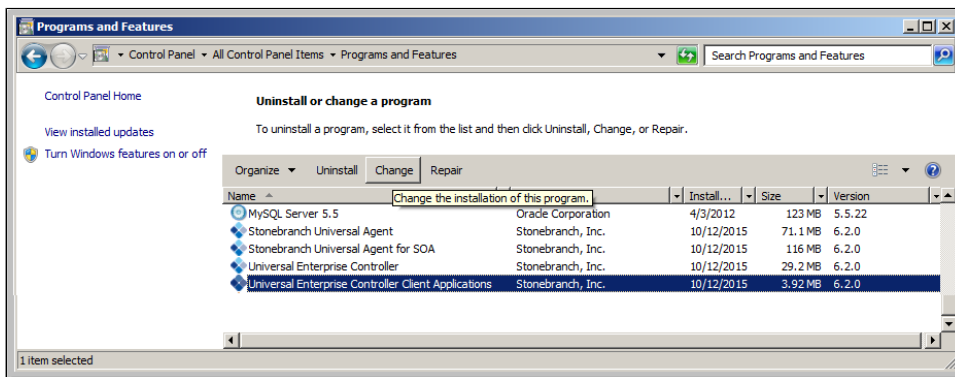 Programs and Features
Control Panel All Control Panel Items Programs and Features
Search Programs and Features
Control Panel Home
View installed updates
Turn Windows features on or off
Uninstall or change a program
To uninstall a program, select it from the list and then click Uninstall, Change, or Repair.
Organize Uninstall Change Repair
Name Install... Size Version
Change the installation of this program.
MySQL Server 5.5 Oracle Corporation 4/3/2012 123 MB 5.5.22
Stonebranch Universal Agent Stonebranch, Inc. 10/12/2015 71.1 MB 6.2.0
Stonebranch Universal Agent for SOA Stonebranch, Inc. 10/12/2015 116 MB 6.2.0
Universal Enterprise Controller Stonebranch, Inc. 10/12/2015 29.2 MB 6.2.0
Universal Enterprise Controller Client Applications Stonebranch, Inc. 10/12/2015 3.92 MB 6.2.0
1 item selected